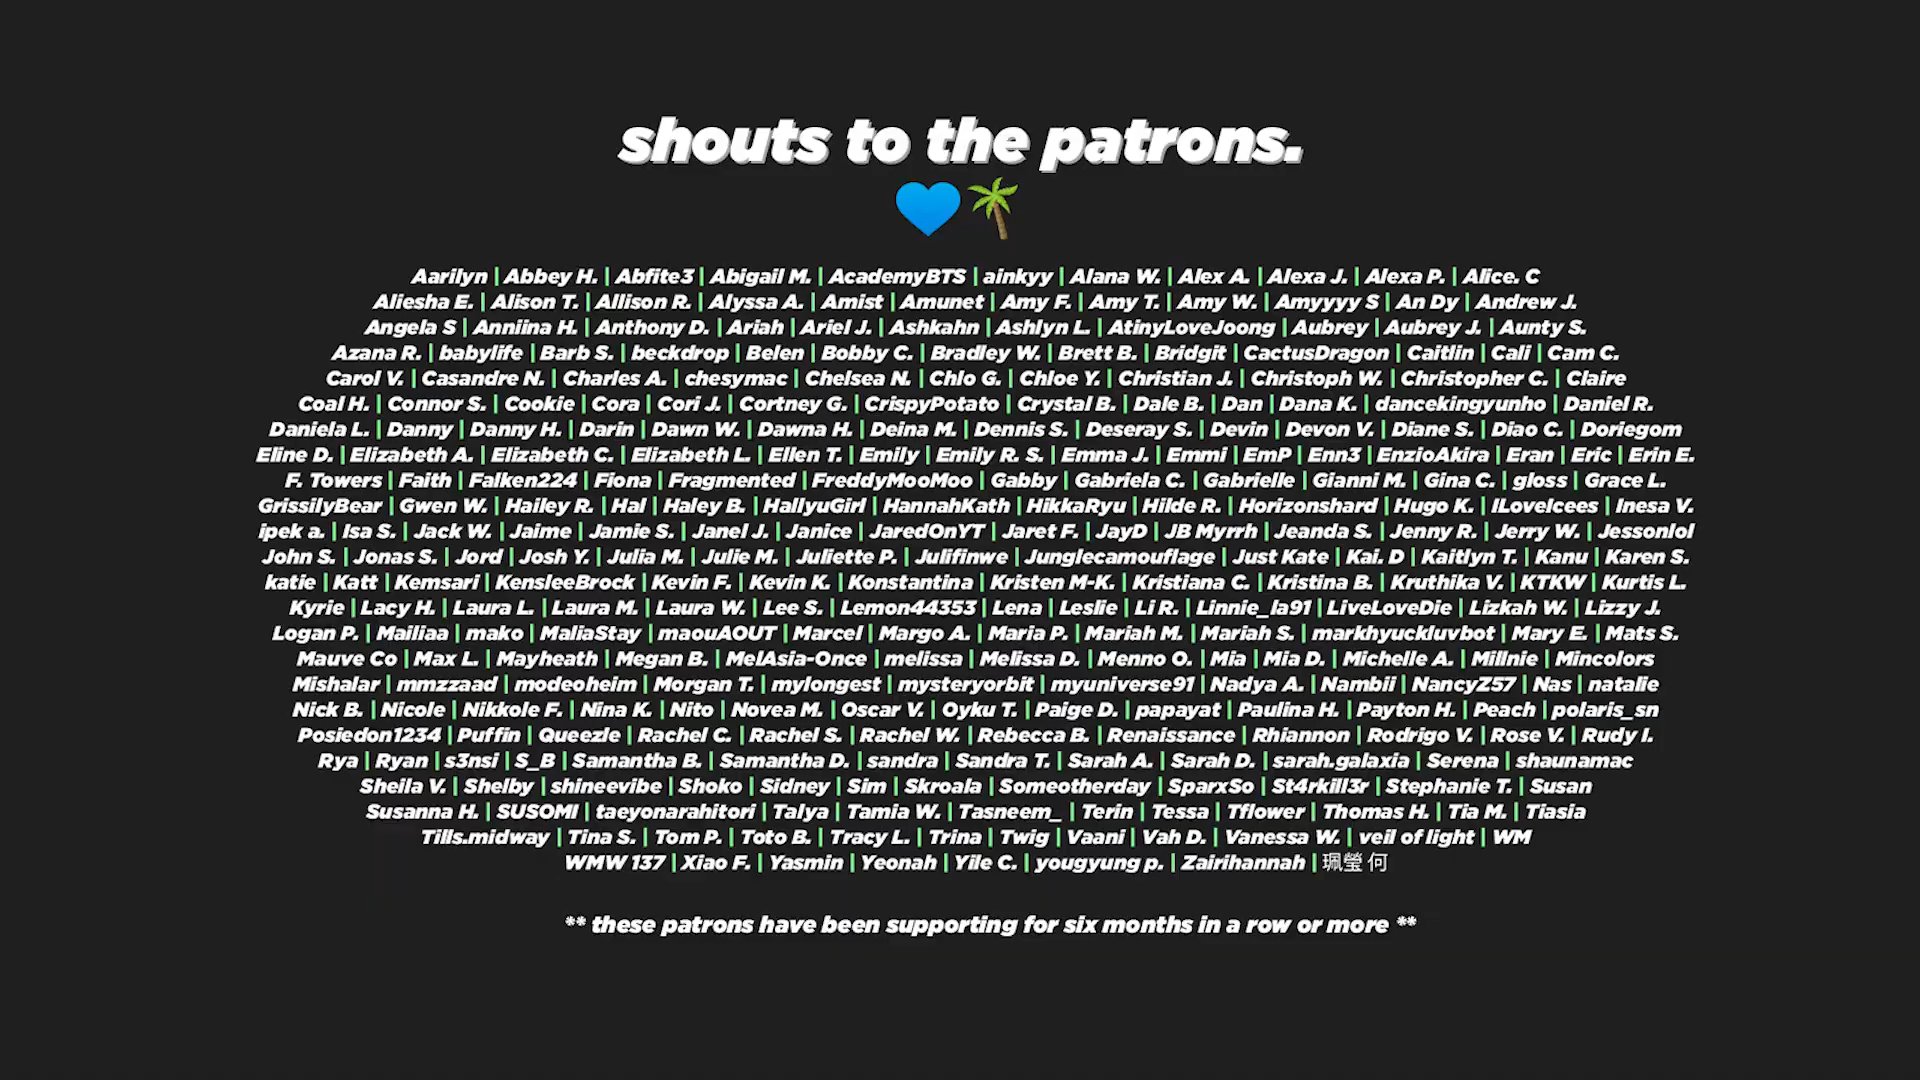 shouts to the patrons.
💙🌴
Aarilyn | Abbey H. | Abfite3 | Abigail M. | AcademyBTS | ainkyy | Alana W. | Alex A. | Alexa J. | Alexa P. | Alice. C
Aliesha E. | Alison T. | Allison R. | Alyssa A. | Amist | Amunet | Amy F. | Amy T. | Amy W. | Amyyyy S | An Dy | Andrew J.
Angela S | Anniina H. | Anthony D. | Ariah | Ariel J. | Ashkahn | Ashlyn L. | AtinyLoveJoong | Aubrey | Aubrey J. | Aunty S.
Azana R. | babylife | Barb S. | beckdrop | Belen | Bobby C. | Bradley W. | Brett B. | Bridgit | CactusDragon | Caitlin | Cali | Cam C.
Carol V. | Casandre N. | Charles A. | chesymac | Chelsea N. | Chlo G. | Chloe Y. | Christian J. | Christoph W. | Christopher C. | Claire
Coal H. | Connor S. | Cookie | Cora | Cori J. | Cortney G. | CrispyPotato | Crystal B. | Dale B. | Dan | Dana K. | dancekingyunho | Daniel R.
Daniela L. | Danny | Danny H. | Darin | Dawn W. | Dawna H. | Deina M. | Dennis S. | Deseray S. | Devin | Devon V. | Diane S. | Diao C. | Doriegom
Eline D. | Elizabeth A. | Elizabeth C. | Elizabeth L. | Ellen T. | Emily | Emily R. S. | Emma J. | Emmi | EmP | Enn3 | EnzioAkira | Eran | Eric | Erin E.
F. Towers | Faith | Falken224 | Fiona | Fragmented | FreddyMooMoo | Gabby | Gabriela C. | Gabrielle | Gianni M. | Gina C. | gloss | Grace L.
GrissilyBear | Gwen W. | Hailey R. | Hal | Haley B. | HallyuGirl | HannahKath | HikkaRyu | Hilde R. | Horizonshard | Hugo K. | ILoveIcees | Inesa V.
ipek a. | Isa S. | Jack W. | Jaime | Jamie S. | Janel J. | Janice | JaredOnYT | Jaret F. | JayD | JB Myrrh | Jeanda S. | Jenny R. | Jerry W. | Jessonlol
John S. | Jonas S. | Jord | Josh Y. | Julia M. | Julie M. | Juliette P. | Julifinwe | Junglecamouflage | Just Kate | Kai. D | Kaitlyn T. | Kanu | Karen S.
katie | Katt | Kemsari | KensleeBrock | Kevin F. | Kevin K. | Konstantina | Kristen M-K. | Kristiana C. | Kristina B. | Kruthika V. | KTKW | Kurtis L.
Kyrie | Lacy H. | Laura L. | Laura M. | Laura W. | Lee S. | Lemon44353 | Lena | Leslie | Li R. | Linnie_la91 | LiveLoveDie | Lizkah W. | Lizzy J.
Logan P. | Mailiaa | mako | MaliaStay | maouAOUT | Marcel | Margo A. | Maria P. | Mariah M. | Mariah S. | markhyuckluvbot | Mary E. | Mats S.
Mauve Co | Max L. | Mayheath | Megan B. | MelAsia-Once | melissa | Melissa D. | Menno O. | Mia | Mia D. | Michelle A. | Millnie | Mincolors
Mishalar | mmzzaad | modeoheim | Morgan T. | mylongest | mysteryorbit | myuniverse91 | Nadya A. | Nambii | NancyZ57 | Nas | natalie
Nick B. | Nicole | Nikkole F. | Nina K. | Nito | Novea M. | Oscar V. | Oyku T. | Paige D. | papayat | Paulina H. | Payton H. | Peach | polaris_sn
Posiedon1234 | Puffin | Queezle | Rachel C. | Rachel S. | Rachel W. | Rebecca B. | Renaissance | Rhiannon | Rodrigo V. | Rose V. | Rudy I.
Rya | Ryan | s3nsi | S_B | Samantha B. | Samantha D. | sandra | Sandra T. | Sarah A. | Sarah D. | sarah.galaxia | Serena | shaunamac
Sheila V. | Shelby | shineevibe | Shoko | Sidney | Sim | Skroala | Someotherday | SparxSo | St4rkill3r | Stephanie T. | Susan
Susanna H. | SUSOMI | taeyonarahitori | Talya | Tamia W. | Tasneem_ | Terin | Tessa | Tflower | Thomas H. | Tia M. | Tiasia
Tills.midway | Tina S. | Tom P. | Toto B. | Tracy L. | Trina | Twig | Vaani | Vah D. | Vanessa W. | veil of light | WM
WMW 137 | Xiao F. | Yasmin | Yeonah | Yile C. | yougyung p. | Zairihannah | 珮瑩 何
** these patrons have been supporting for six months in a row or more **